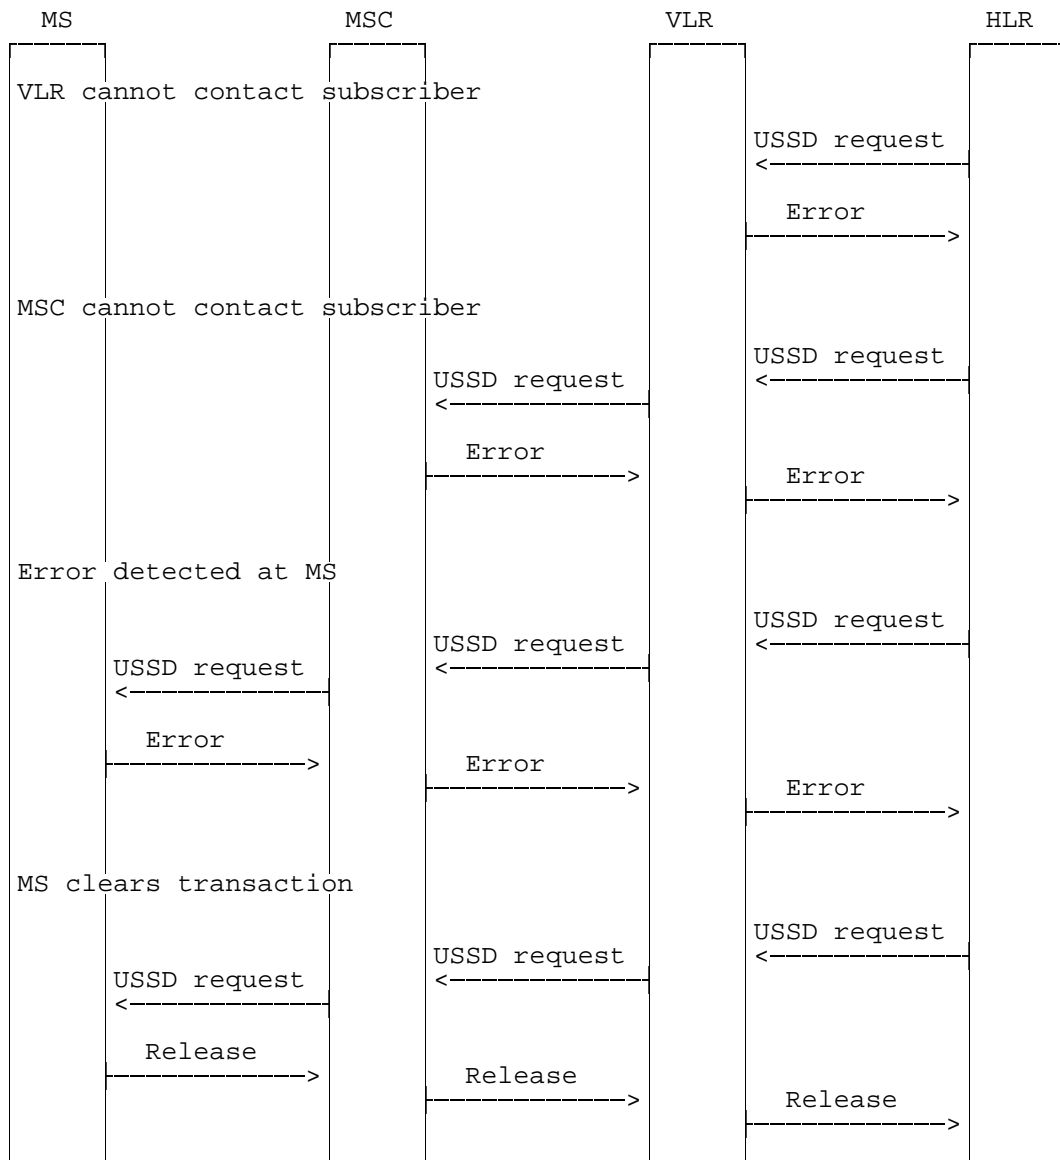 MS MSC VLR HLR
VLR cannot contact subscriber
USSD request
Error
MSC cannot contact subscriber
USSD request
USSD request
Error
Error
Error detected at MS
USSD request
USSD request
USSD request
Error
Error
Error
MS clears transaction
USSD request
USSD request
USSD request
Release
Release
Release